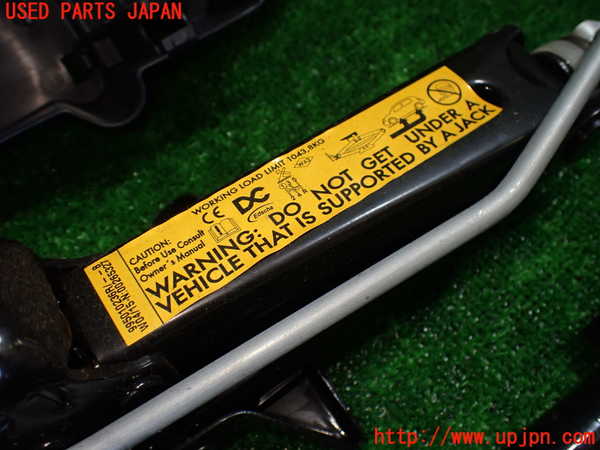 USED PARTS JAPAN
WORKING LOAD LIMIT 1043.8KG
CE DC
Edscha
CAUTION:
Before Use Consult
Owner's Manual
WARNING: DO NOT GET UNDER A
VEHICLE THAT IS SUPPORTED BY A JACK
http://www.upjpn.com